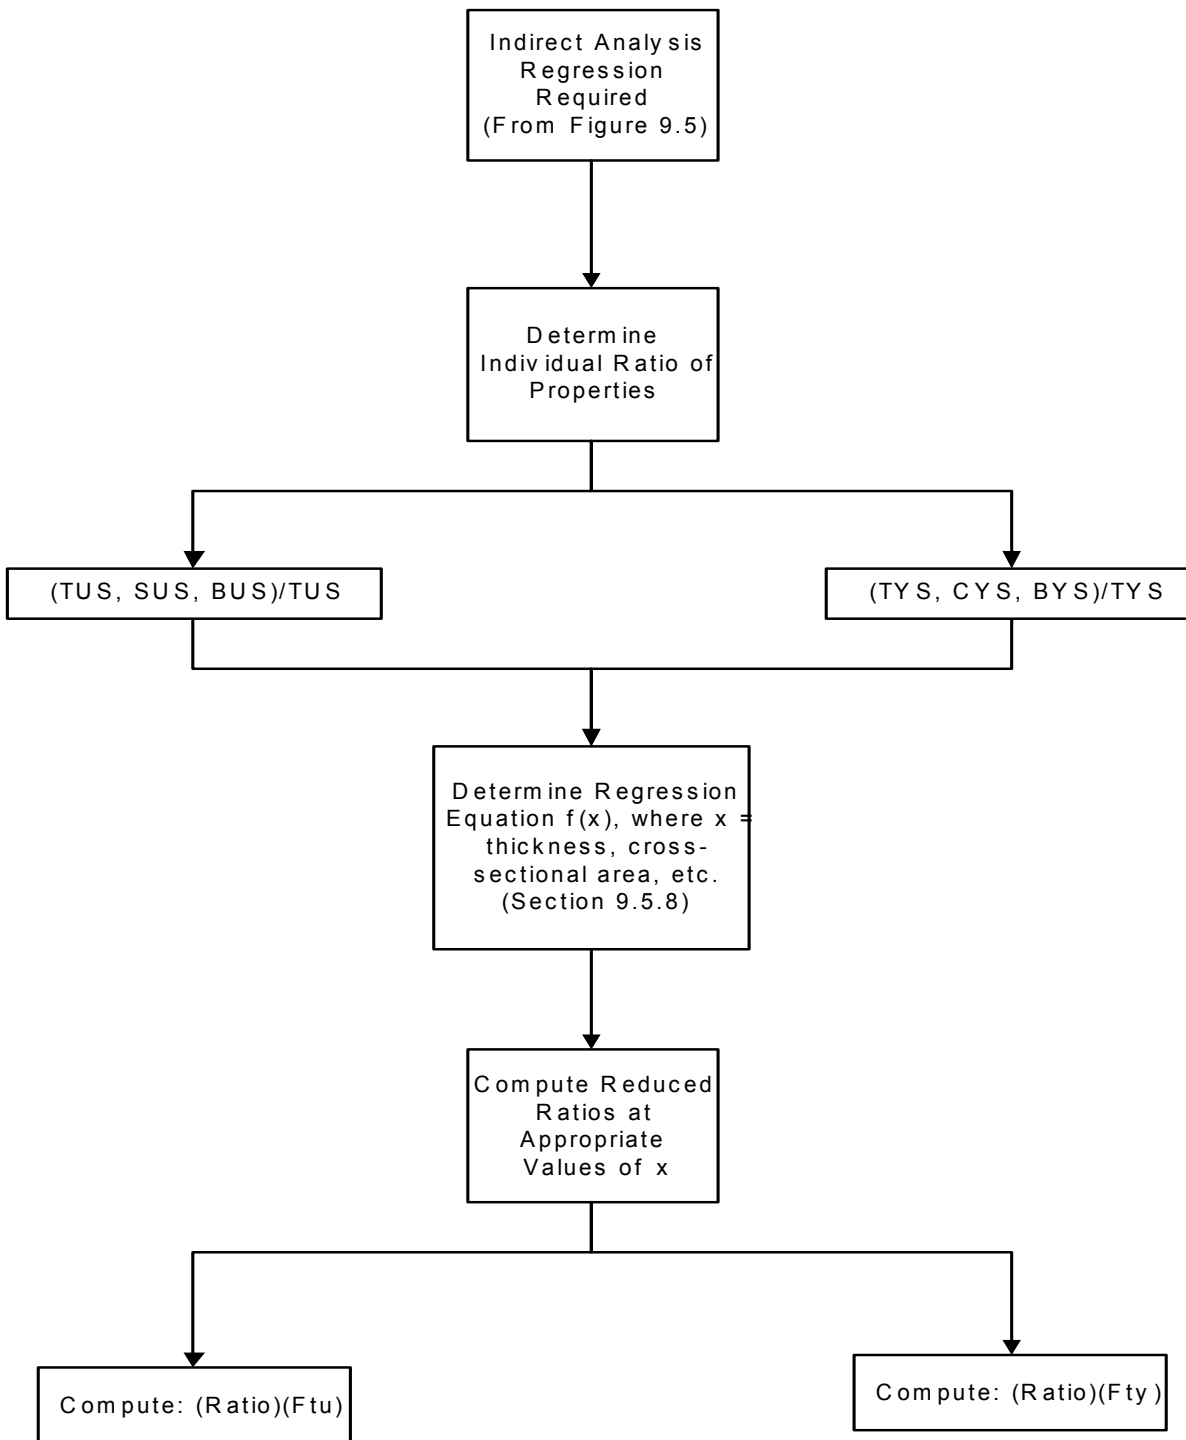 Indirect Analysis
Regression
Required
(From Figure 9.5)
Determine
Individual Ratio of
Properties
(TUS, SUS, BUS)/TUS
(TYS, CYS, BYS)/TYS
Determine Regression
Equation f(x), where x =
thickness, cross-
sectional area, etc.
(Section 9.5.8)
Compute Reduced
Ratios at
Appropriate
Values of x
Compute: (Ratio)(Ftu)
Compute: (Ratio)(Fty)